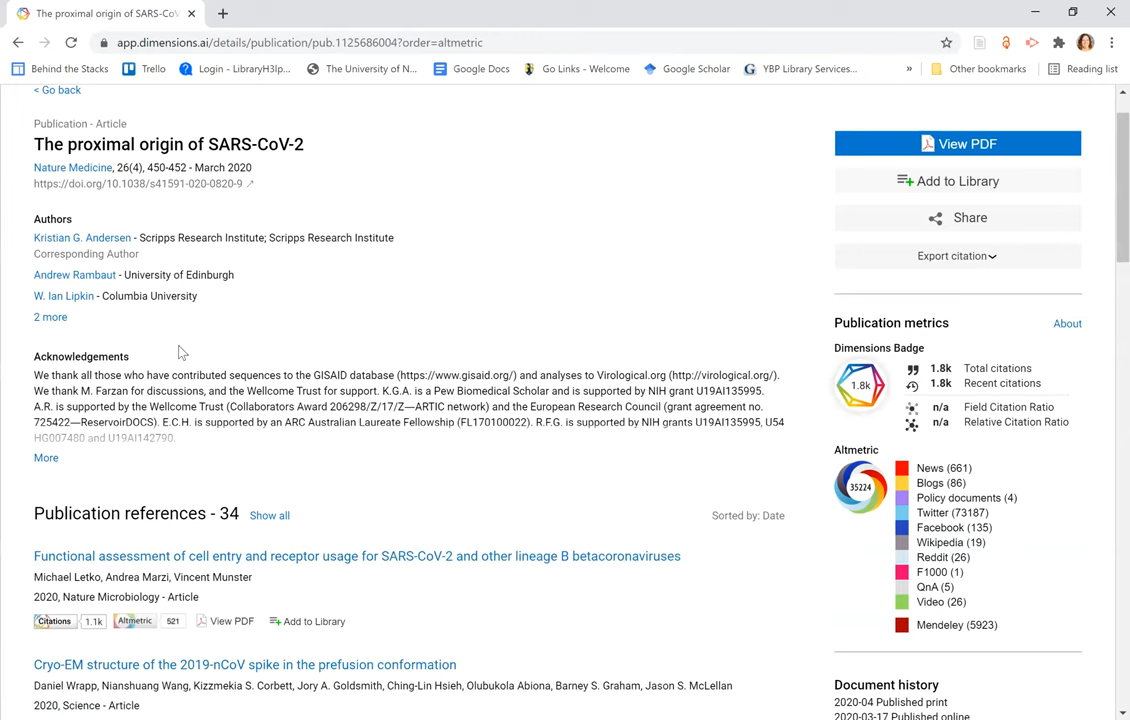 The proximal origin of SARS-CoV
app.dimensions.ai/details/publication/pub.1125686004?order=altmetric
Behind the Stacks
Trello
Login - LibraryH3lp...
The University of N...
Google Docs
Go Links - Welcome
Google Scholar
YBP Library Services...
»
Other bookmarks
Reading list
< Go back
Publication - Article
The proximal origin of SARS-CoV-2
Nature Medicine, 26(4), 450-452 - March 2020
https://doi.org/10.1038/s41591-020-0820-9
Authors
Kristian G. Andersen - Scripps Research Institute; Scripps Research Institute
Corresponding Author
Andrew Rambaut - University of Edinburgh
W. Ian Lipkin - Columbia University
2 more
Acknowledgements
We thank all those who have contributed sequences to the GISAID database (https://www.gisaid.org/) and analyses to Virological.org (http://virological.org/).
We thank M. Farzan for discussions, and the Wellcome Trust for support. K.G.A. is a Pew Biomedical Scholar and is supported by NIH grant U19AI135995.
A.R. is supported by the Wellcome Trust (Collaborators Award 206298/Z/17/Z—ARTIC network) and the European Research Council (grant agreement no.
725422—ReservoirDOCS). E.C.H. is supported by an ARC Australian Laureate Fellowship (FL170100022). R.F.G. is supported by NIH grants U19AI135995, U54
HG007480 and U19AI142790.
More
Publication references - 34 Show all
Sorted by: Date
Functional assessment of cell entry and receptor usage for SARS-CoV-2 and other lineage B betacoronaviruses
Michael Letko, Andrea Marzi, Vincent Munster
2020, Nature Microbiology - Article
Citations 1.1k Altmetric 521 View PDF Add to Library
Cryo-EM structure of the 2019-nCoV spike in the prefusion conformation
Daniel Wrapp, Nianshuang Wang, Kizzmekia S. Corbett, Jory A. Goldsmith, Ching-Lin Hsieh, Olubukola Abiona, Barney S. Graham, Jason S. McLellan
2020, Science - Article
View PDF
Add to Library
Share
Export citation
Publication metrics
About
Dimensions Badge
1.8k
1.8k Total citations
1.8k Recent citations
n/a Field Citation Ratio
n/a Relative Citation Ratio
Altmetric
35224
News (661)
Blogs (86)
Policy documents (4)
Twitter (73187)
Facebook (135)
Wikipedia (19)
Reddit (26)
F1000 (1)
QnA (5)
Video (26)
Mendeley (5923)
Document history
2020-04 Published print
2020-03-17 Published online